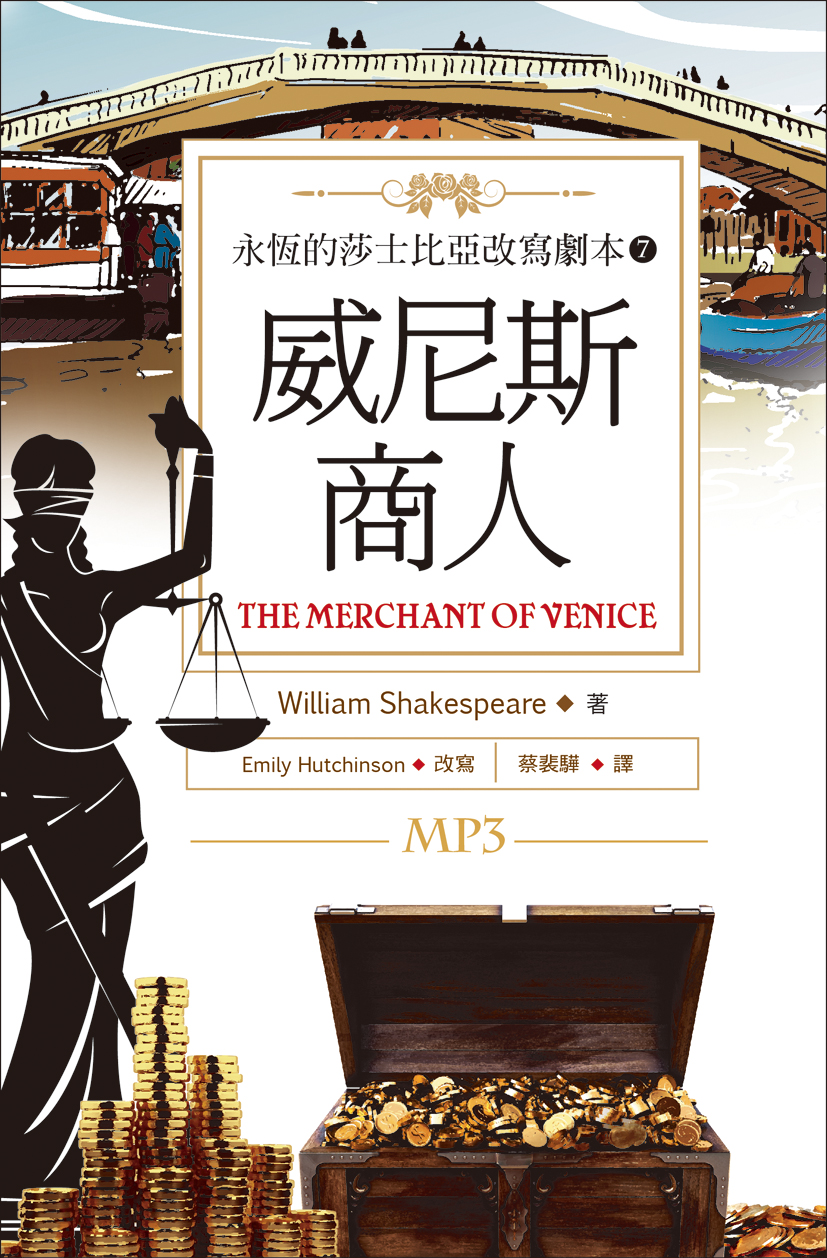 永恆的莎士比亞改寫劇本❼
威尼斯
商人
THE MERCHANT OF VENICE
William Shakespeare ◆ 著
Emily Hutchinson ◆ 改寫 | 蔡裴驊 ◆ 譯
MP3